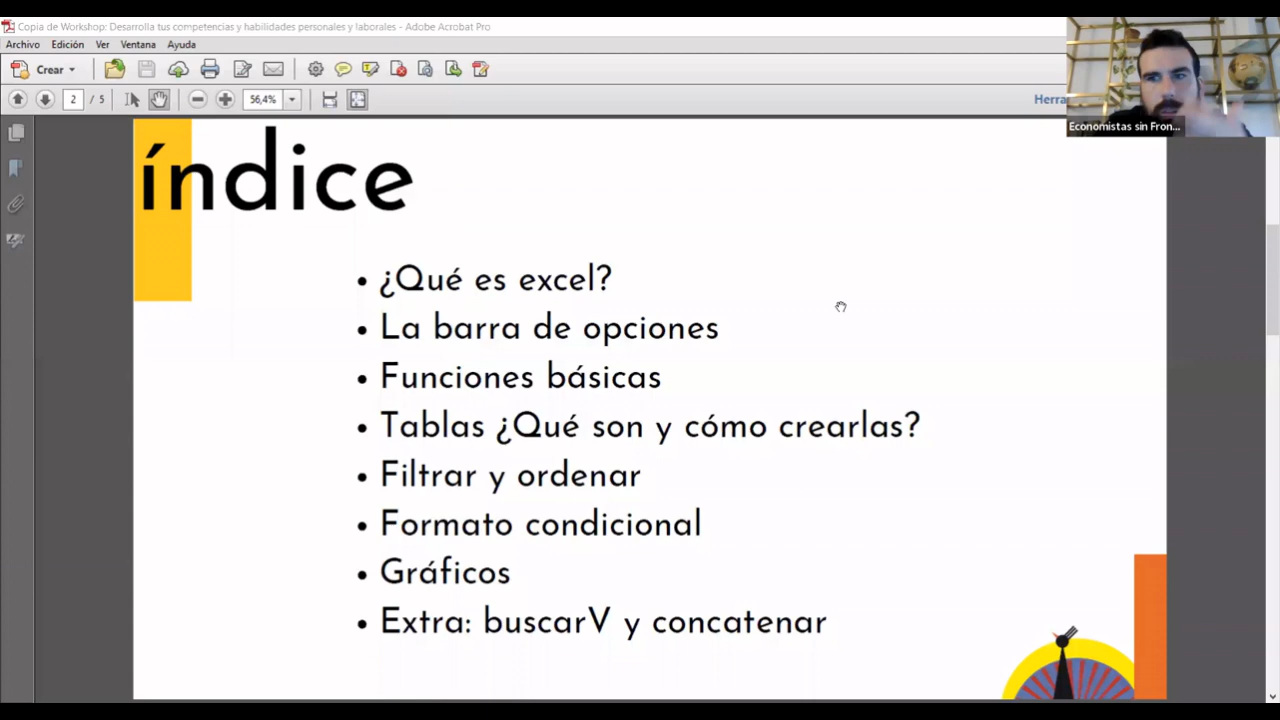 Copia de Workshop: Desarrolla tus competencias y habilidades personales y laborales - Adobe Acrobat Pro
Archivo Edición Ver Ventana Ayuda
Crear
2 / 5 56,4% Herra
Economistas sin Fron...
índice
• ¿Qué es excel?
• La barra de opciones
• Funciones básicas
• Tablas ¿Qué son y cómo crearlas?
• Filtrar y ordenar
• Formato condicional
• Gráficos
• Extra: buscarV y concatenar